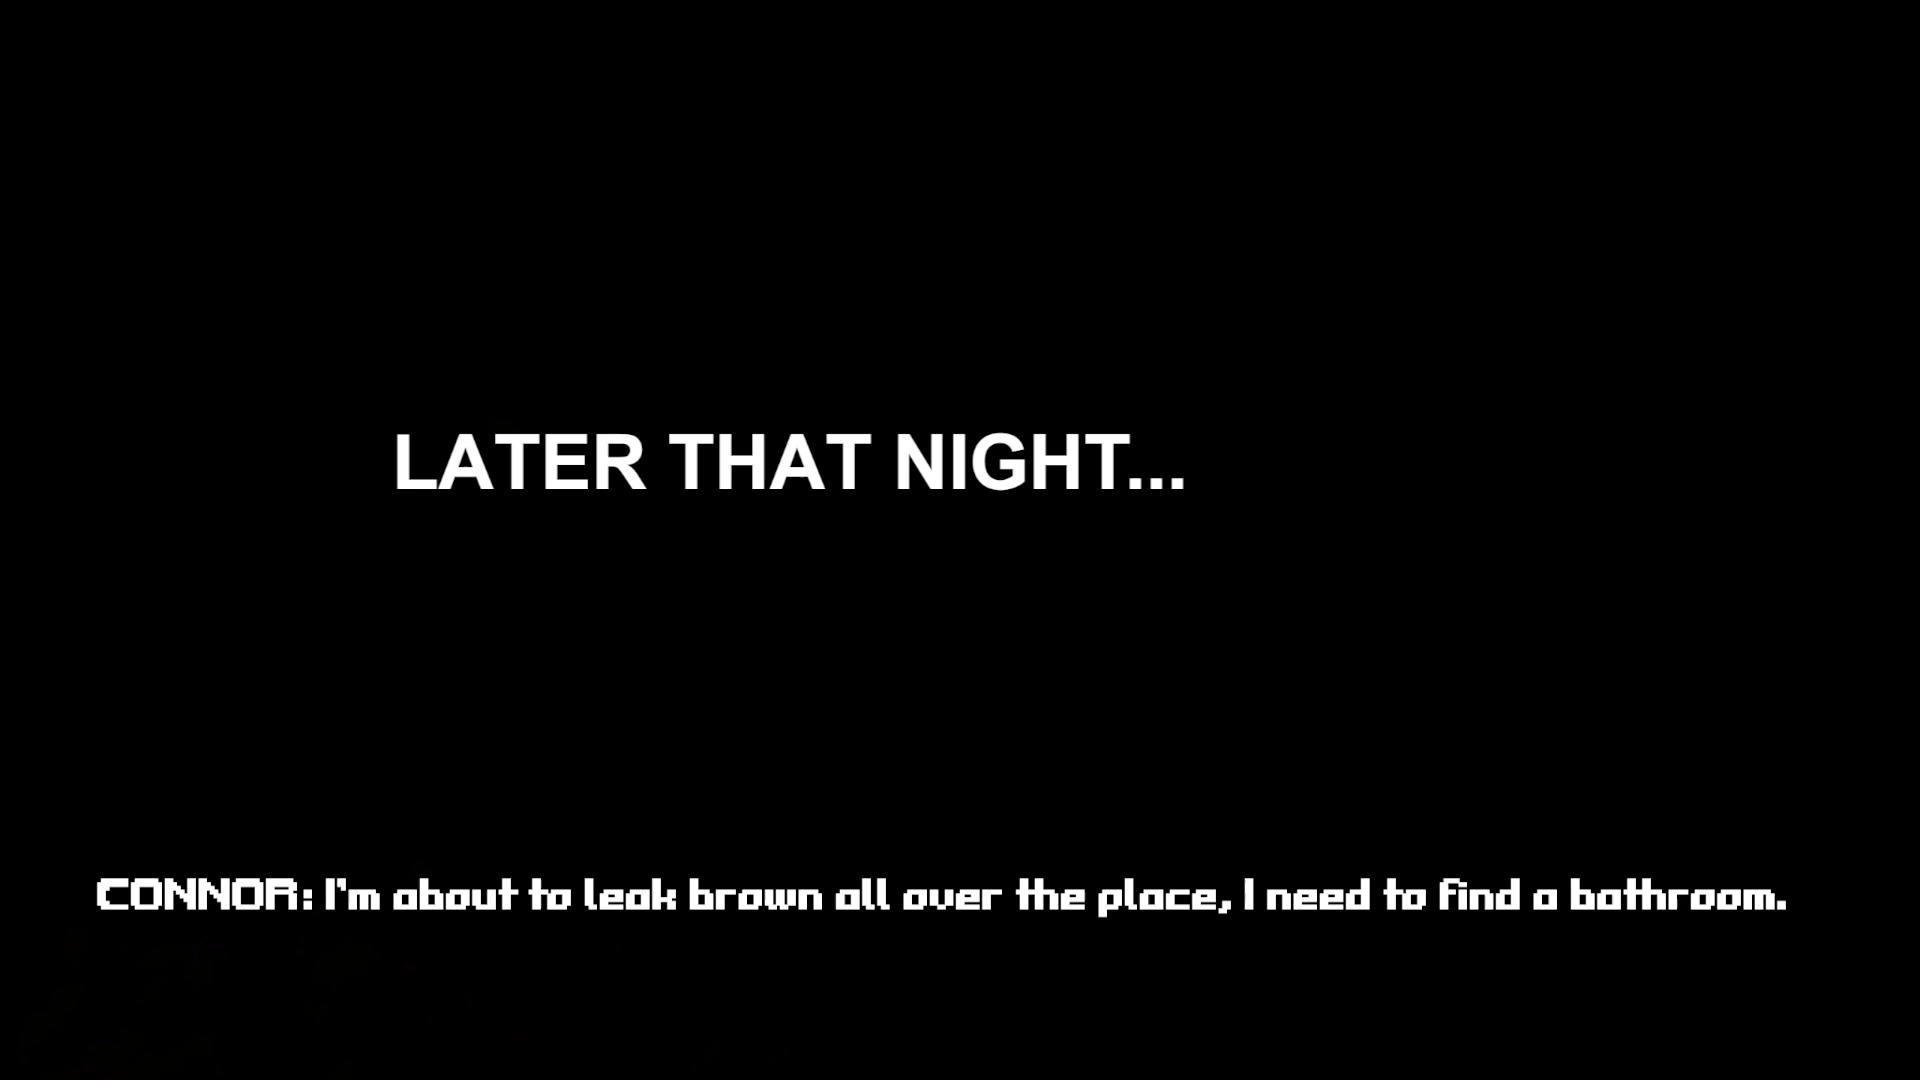 LATER THAT NIGHT...
CONNOR: I'm about to leak brown all over the place, I need to find a bathroom.